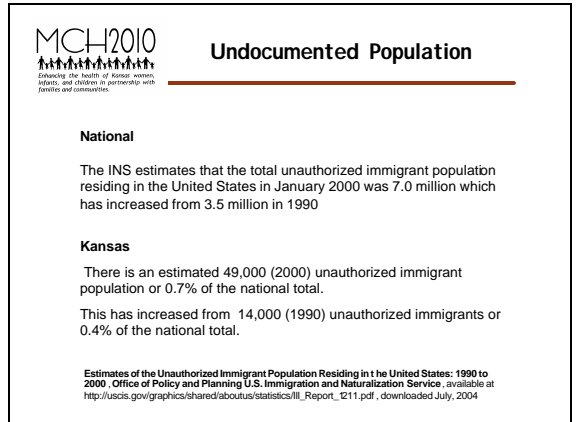 MCH2010
Enhancing the health of Kansas women,
infants, and children in partnership with
families and communities.
Undocumented Population
National
The INS estimates that the total unauthorized immigrant population
residing in the United States in January 2000 was 7.0 million which
has increased from 3.5 million in 1990
Kansas
There is an estimated 49,000 (2000) unauthorized immigrant
population or 0.7% of the national total.
This has increased from 14,000 (1990) unauthorized immigrants or
0.4% of the national total.
Estimates of the Unauthorized Immigrant Population Residing in the United States: 1990 to
2000, Office of Policy and Planning U.S. Immigration and Naturalization Service, available at
http://uscis.gov/graphics/shared/aboutus/statistics/Ill_Report_1211.pdf, downloaded July, 2004